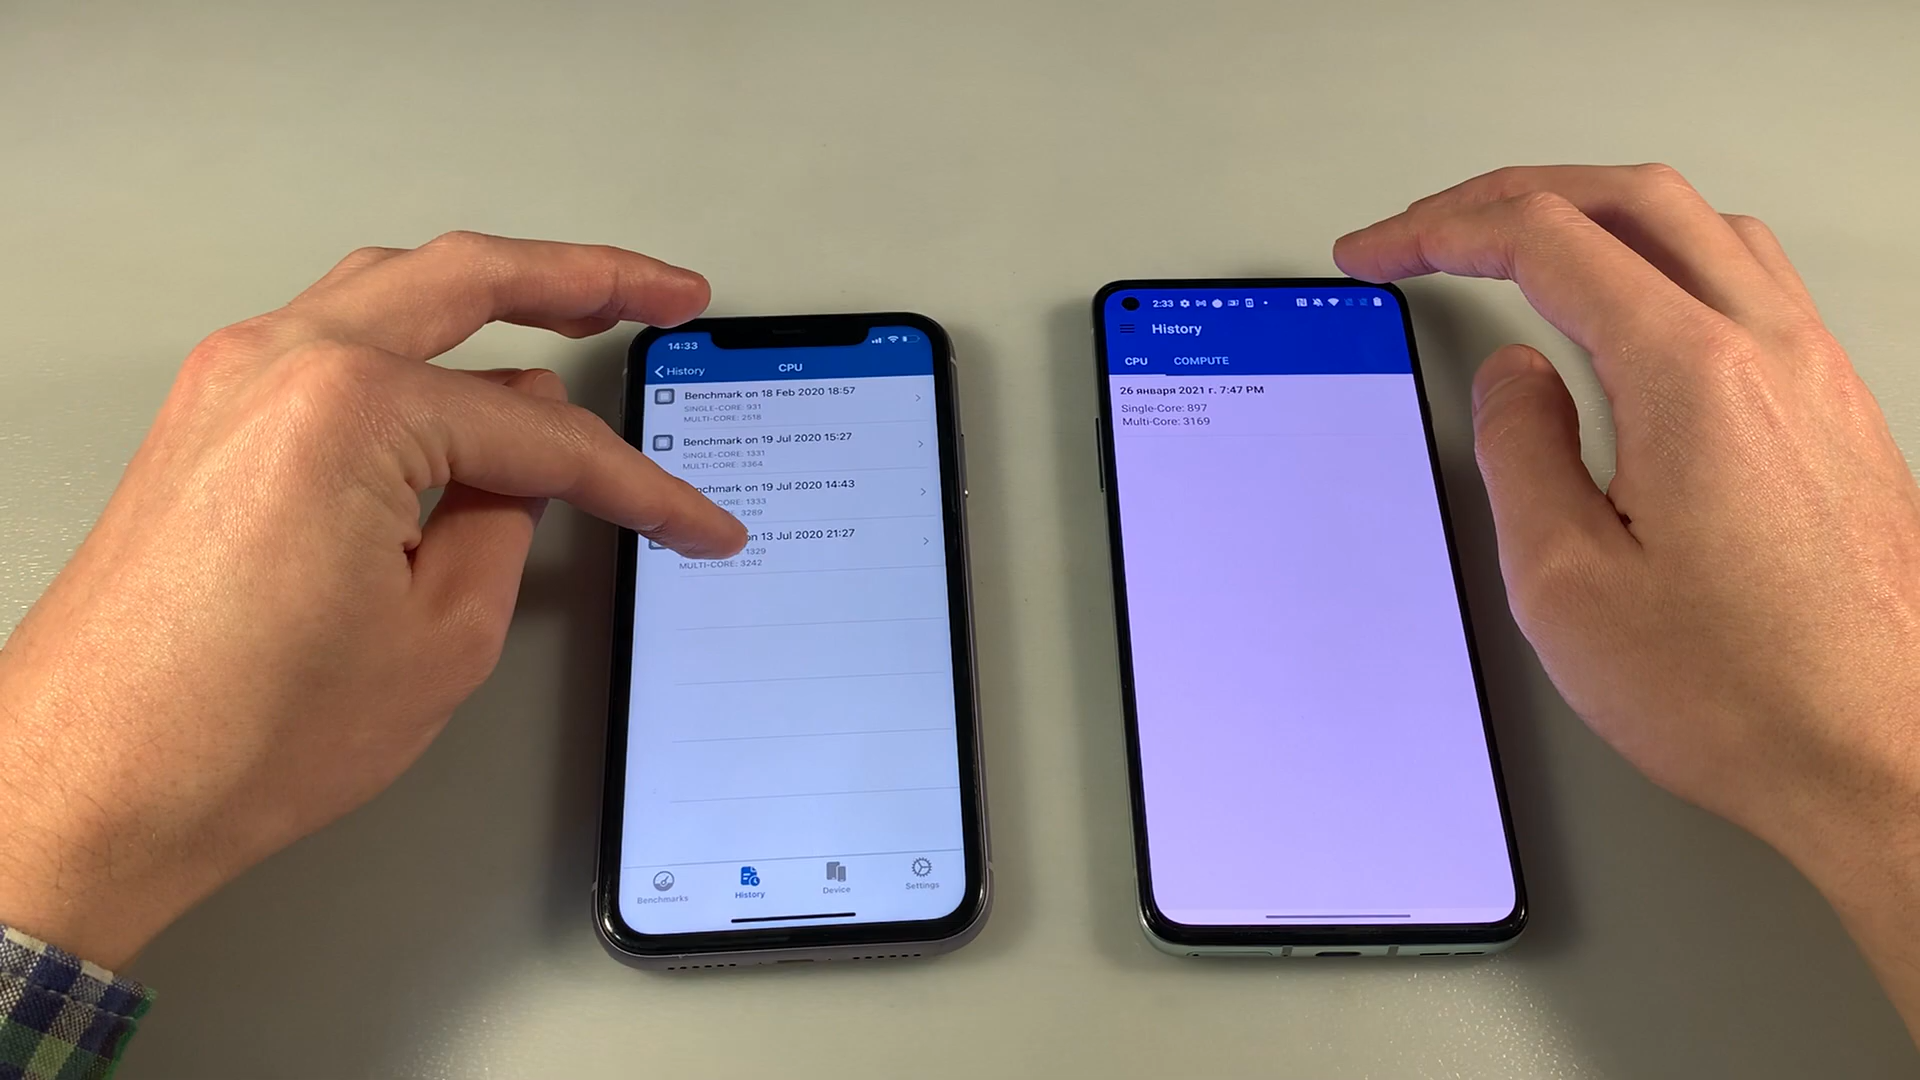 14:33
History
CPU
Benchmark on 18 Feb 2020 18:57
SINGLE-CORE: 931
MULTI-CORE: 2518
Benchmark on 19 Jul 2020 15:27
SINGLE-CORE: 1331
MULTI-CORE: 3364
nchmark on 19 Jul 2020 14:43
CORE: 1333
3289
on 13 Jul 2020 21:27
1329
MULTI-CORE: 3242
Benchmarks
History
Device
Settings
2:33
History
CPU
COMPUTE
26 января 2021 г. 7:47 PM
Single-Core: 897
Multi-Core: 3169